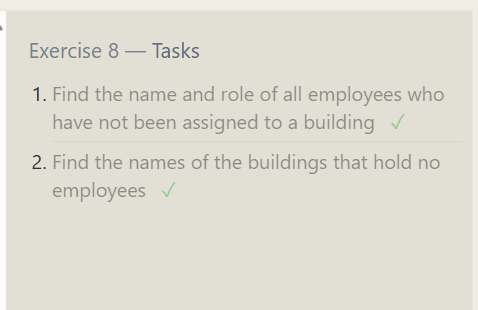 Exercise 8 — Tasks
1. Find the name and role of all employees who
have not been assigned to a building ✓
2. Find the names of the buildings that hold no
employees ✓